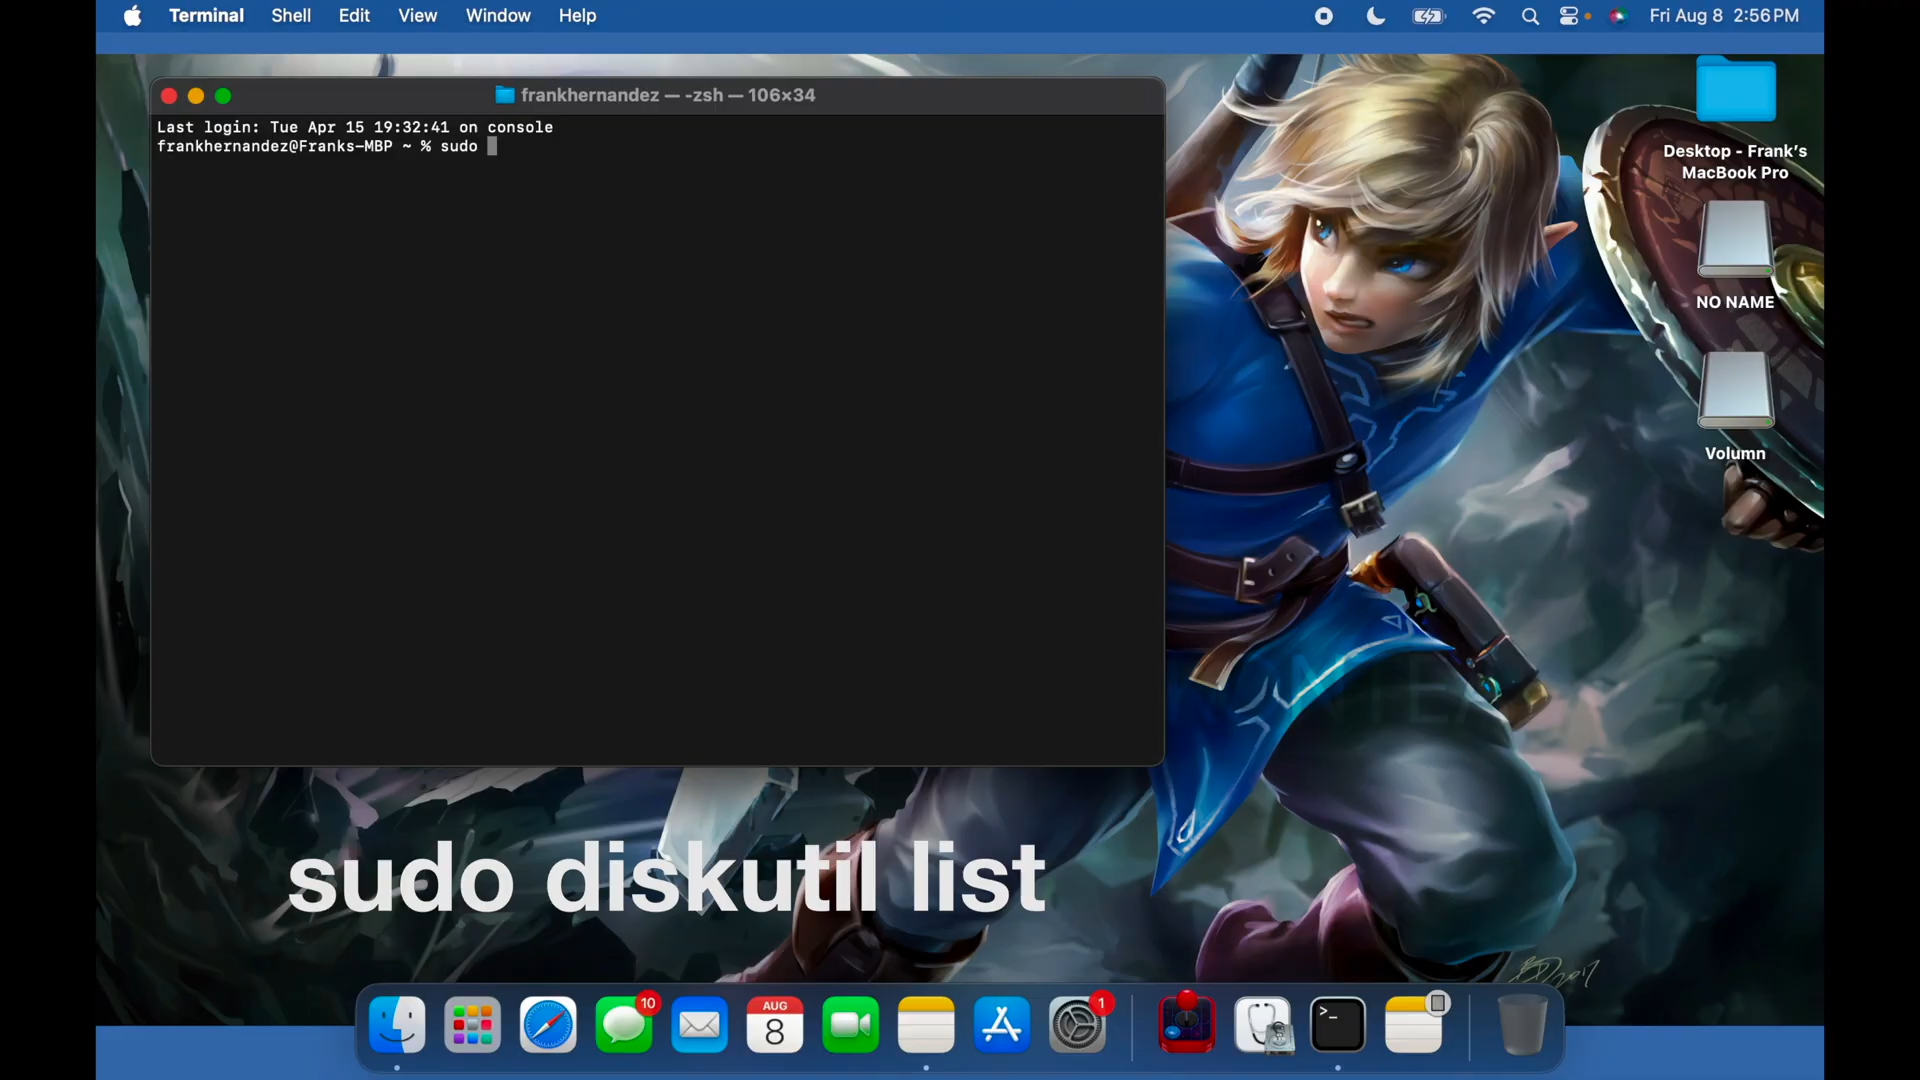 Terminal Shell Edit View Window Help Fri Aug 8 2:56 PM
frankhernandez — -zsh — 106×34
Last login: Tue Apr 15 19:32:41 on console
frankhernandez@Franks-MBP ~ % sudo
Desktop - Frank's
MacBook Pro
NO NAME
Volumn
sudo diskutil list
10
AUG
8
1
>_